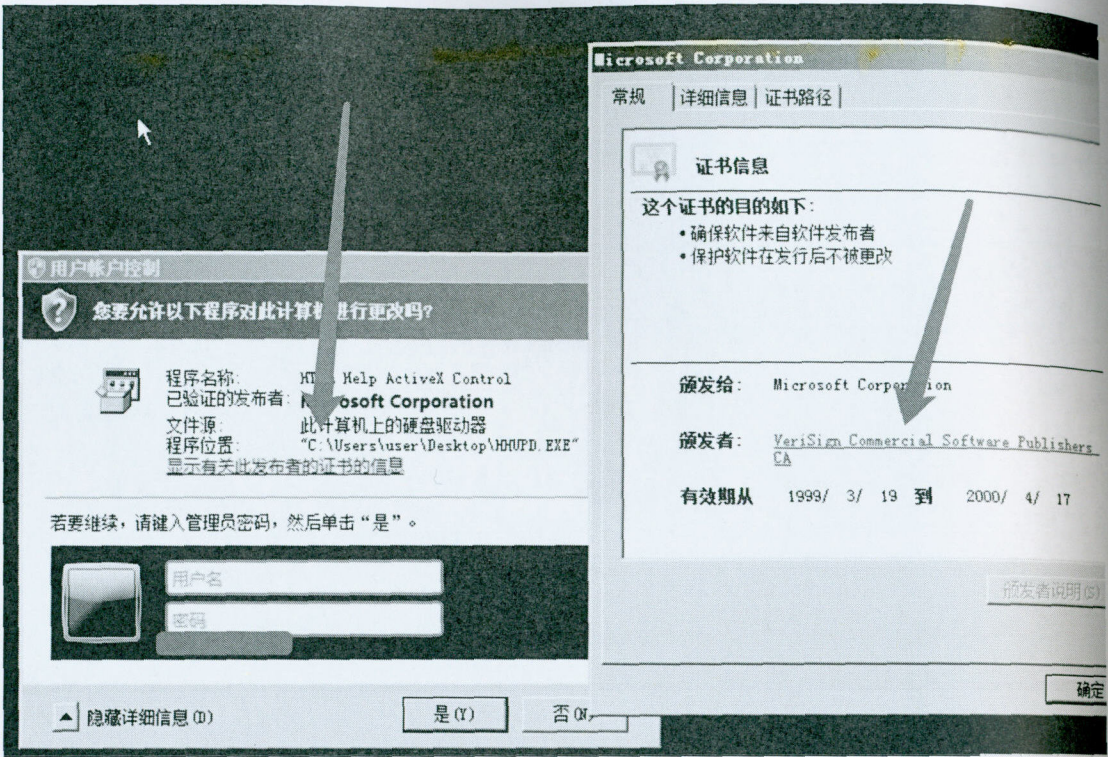 用户帐户控制
您要允许以下程序对此计算机进行更改吗?
程序名称: Help ActiveX Control
已验证的发布者: osoft Corporation
文件源: 此计算机上的硬盘驱动器
程序位置: "C:\Users\user\Desktop\HHUPD.EXE"
显示有关此发布者的证书的信息
若要继续,请键入管理员密码,然后单击“是”。
用户名
密码
隐藏详细信息(D)
是(Y)
否(N)
Microsoft Corporation
常规 详细信息 证书路径
证书信息
这个证书的目的如下:
•确保软件来自软件发布者
•保护软件在发行后不被更改
颁发给: Microsoft Corporation
颁发者: VeriSign Commercial Software Publishers
CA
有效期从 1999/ 3/ 19 到 2000/ 4/ 17
颁发者说明(S)
确定